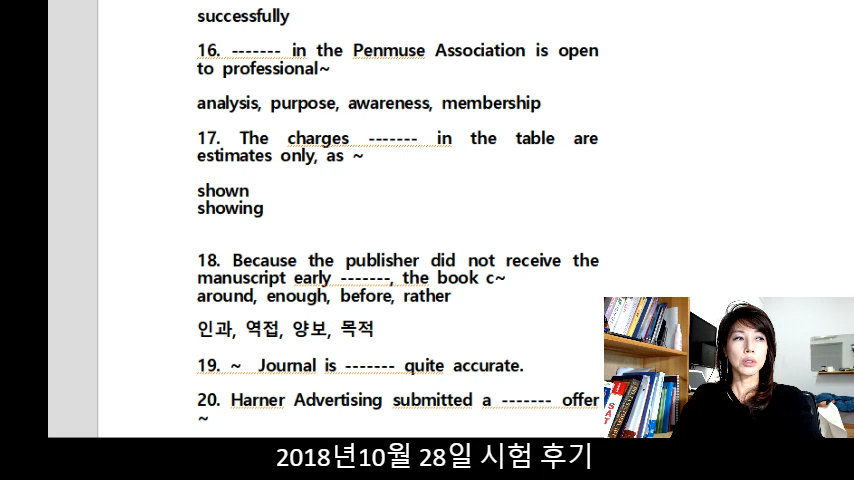 successfully
16. ------- in the Penmuse Association is open
to professional~
analysis, purpose, awareness, membership
17. The charges ------- in the table are
estimates only, as ~
shown
showing
18. Because the publisher did not receive the
manuscript early -------, the book c~
around, enough, before, rather
인과, 역접, 양보, 목적
19. ~ Journal is ------- quite accurate.
20. Harner Advertising submitted a ------- offer
~
SAT
2018년10월 28일 시험 후기